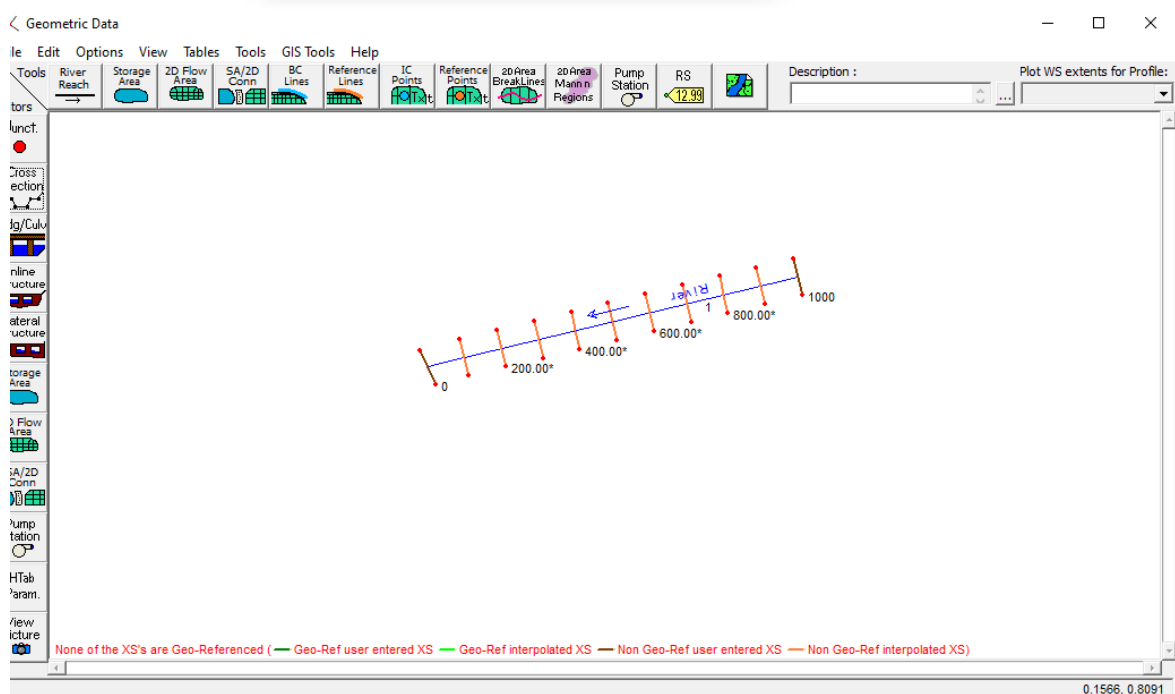 Geometric Data
le Edit Options View Tables Tools GIS Tools Help
Tools
tors
River
Reach
Storage
Area
2D Flow
Area
SA/2D
Conn
BC
Lines
Reference
Lines
IC
Points
Reference
Points
2D Area
BreakLines
2D Area
Mann n
Regions
Pump
Station
RS
12.99
Description :
...
Plot WS extents for Profile:
Junct.
Cross
ection
dg/Culv
nline
ructure
ateral
ructure
torage
Area
D Flow
Area
SA/2D
Conn
Pump
tation
HTab
Param.
View
icture
River
1
1000
800.00*
600.00*
400.00*
200.00*
0
None of the XS's are Geo-Referenced ( Geo-Ref user entered XS Geo-Ref interpolated XS Non Geo-Ref user entered XS Non Geo-Ref interpolated XS)
0.1566, 0.8091